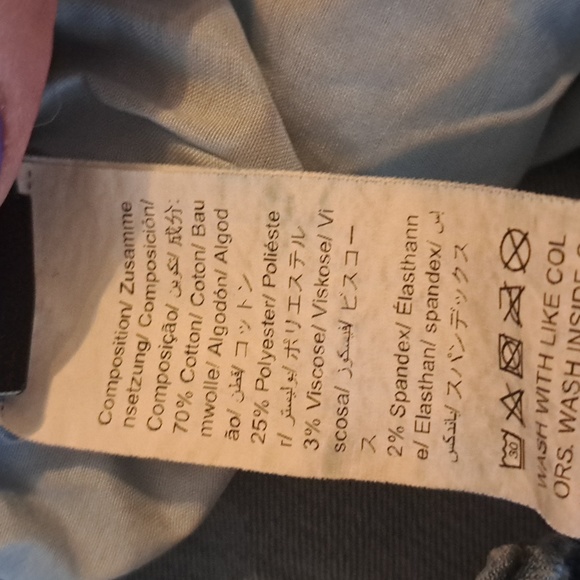 Composition/ Zusamme
nsetzung/ Composición/
Composição/ تكوين/ 成分:
70% Cotton/ Coton/ Bau
mwolle/ Algodón/ Algod
ão/ قطن/ コットン
25% Polyester/ Poliéste
r/ بوليستر/ ポリエステル
3% Viscose/ Viskose/ Vi
scosa/ فيسكوز/ ビスコー
ス
2% Spandex/ Élasthann
e/ Elasthan/ spandex/
スパンデックス
30
WASH WITH LIKE COL
ORS. WASH INSIDE